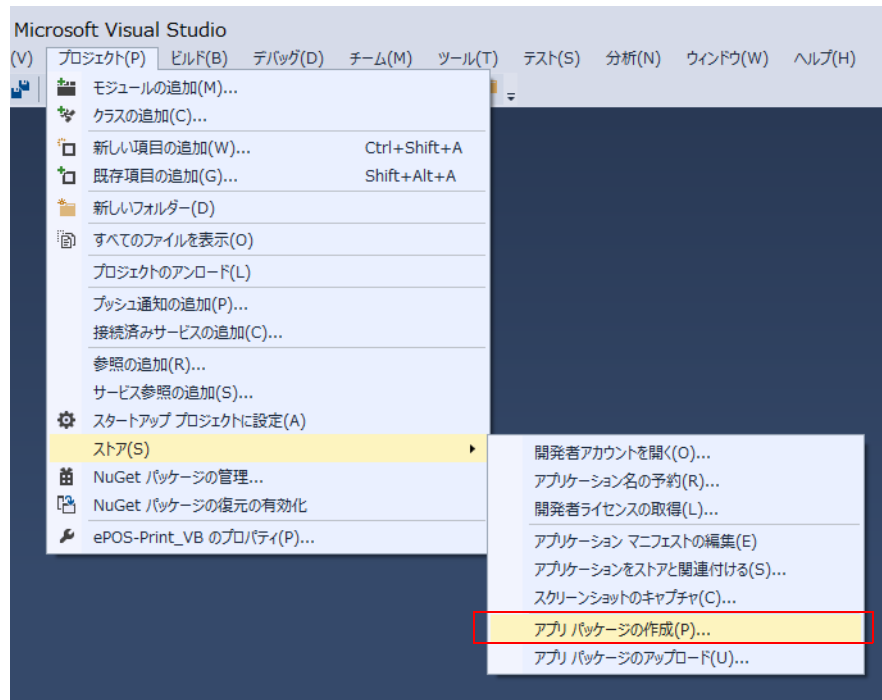 Microsoft Visual Studio
(V) プロジェクト(P) ビルド(B) デバッグ(D) チーム(M) ツール(T) テスト(S) 分析(N) ウィンドウ(W) ヘルプ(H)
モジュールの追加(M)...
クラスの追加(C)...
新しい項目の追加(W)... Ctrl+Shift+A
既存項目の追加(G)... Shift+Alt+A
新しいフォルダー(D)
すべてのファイルを表示(O)
プロジェクトのアンロード(L)
プッシュ通知の追加(P)...
接続済みサービスの追加(C)...
参照の追加(R)...
サービス参照の追加(S)...
スタートアップ プロジェクトに設定(A)
ストア(S)
NuGet パッケージの管理...
NuGet パッケージの復元の有効化
ePOS-Print_VB のプロパティ(P)...
開発者アカウントを開く(O)...
アプリケーション名の予約(R)...
開発者ライセンスの取得(L)...
アプリケーション マニフェストの編集(E)
アプリケーションをストアと関連付ける(S)...
スクリーンショットのキャプチャ(C)...
アプリ パッケージの作成(P)...
アプリ パッケージのアップロード(U)...